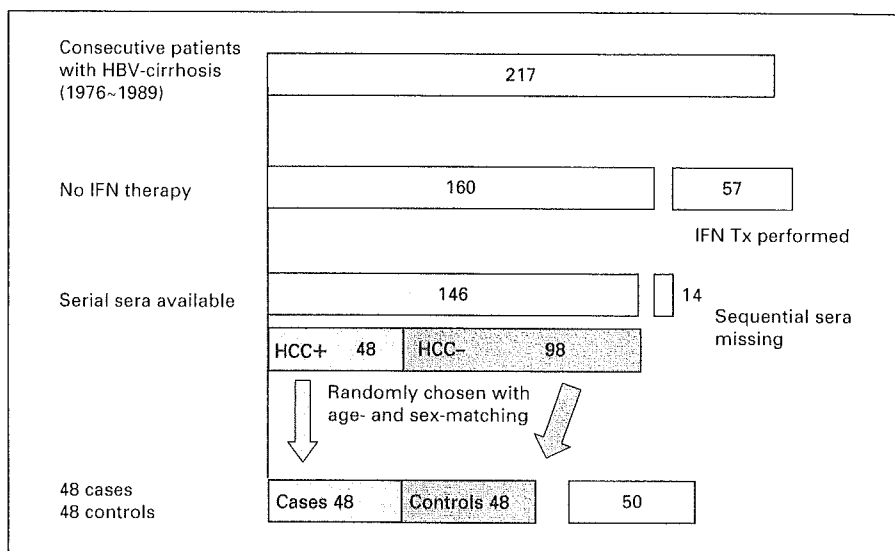 Consecutive patients
with HBV-cirrhosis
(1976~1989)
217
No IFN therapy
160
57
IFN Tx performed
Serial sera available
146
14
Sequential sera
missing
HCC+ 48
HCC– 98
Randomly chosen with
age- and sex-matching
48 cases
48 controls
Cases 48
Controls 48
50